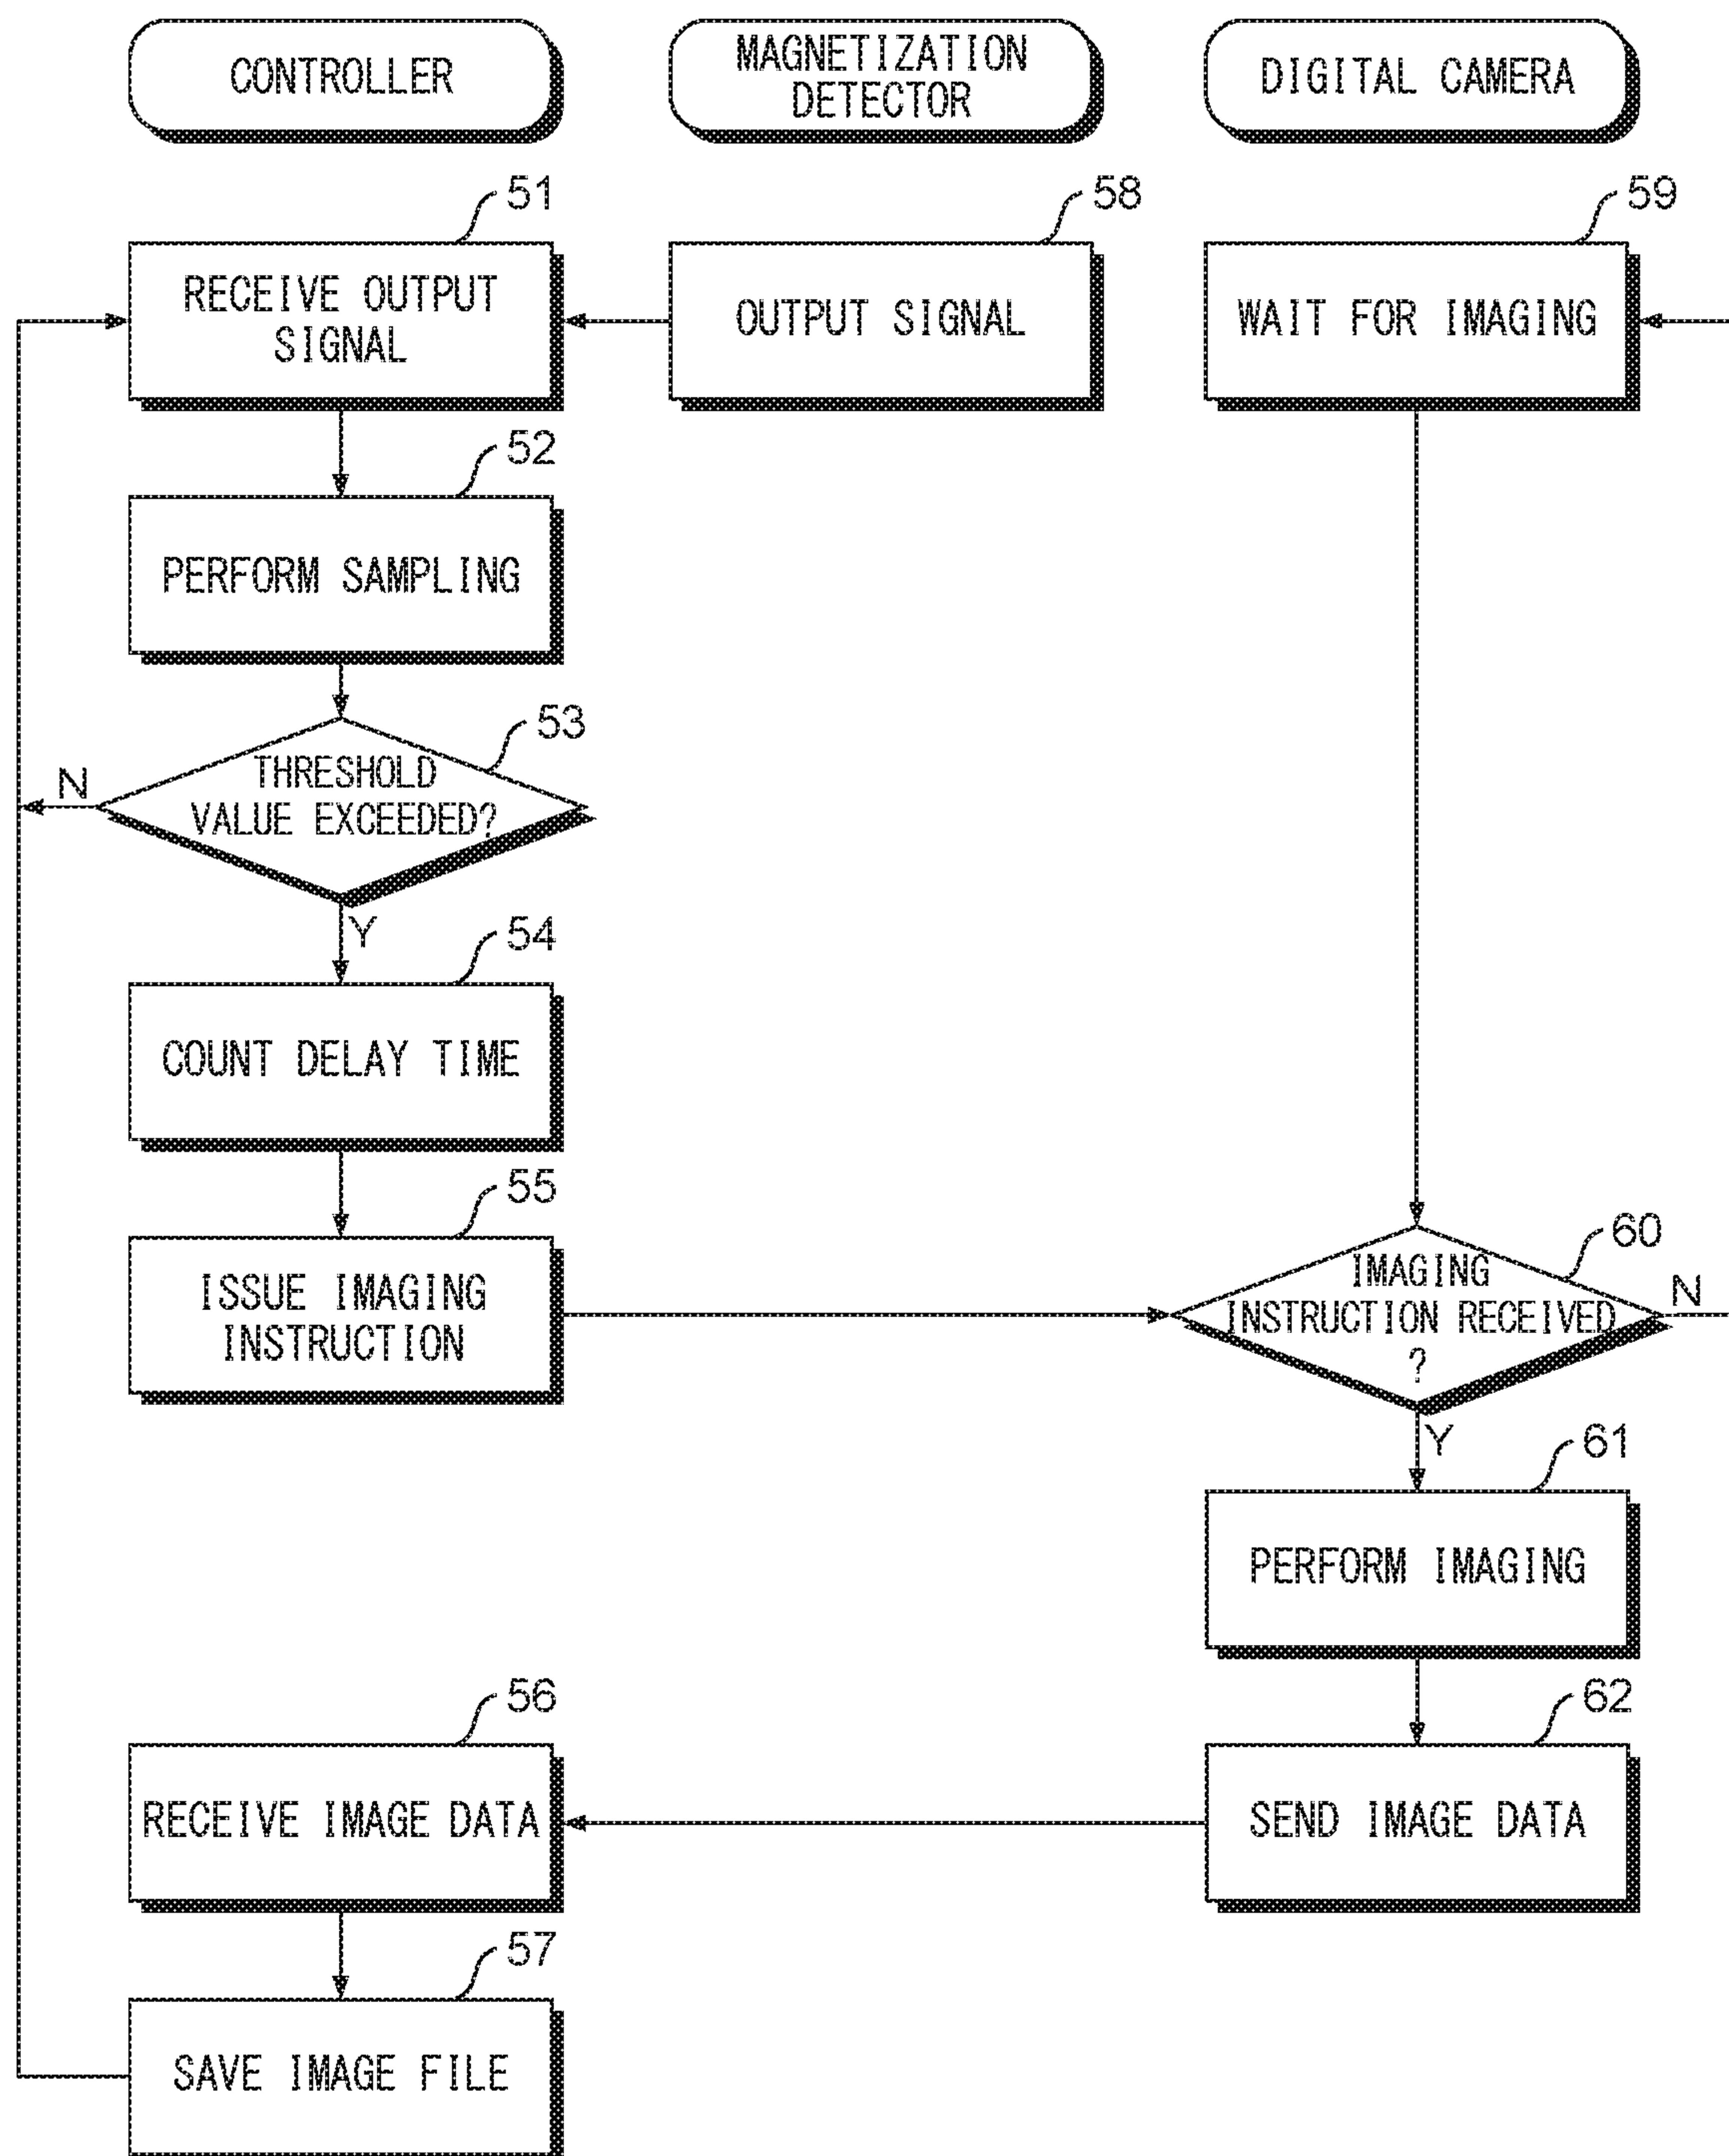 CONTROLLER
MAGNETIZATION
DETECTOR
DIGITAL CAMERA
51
58
59
RECEIVE OUTPUT
SIGNAL
OUTPUT SIGNAL
WAIT FOR IMAGING
52
PERFORM SAMPLING
53
THRESHOLD
VALUE EXCEEDED?
N
Y
54
COUNT DELAY TIME
55
ISSUE IMAGING
INSTRUCTION
60
IMAGING
INSTRUCTION RECEIVED
?
N
Y
61
PERFORM IMAGING
56
62
RECEIVE IMAGE DATA
SEND IMAGE DATA
57
SAVE IMAGE FILE